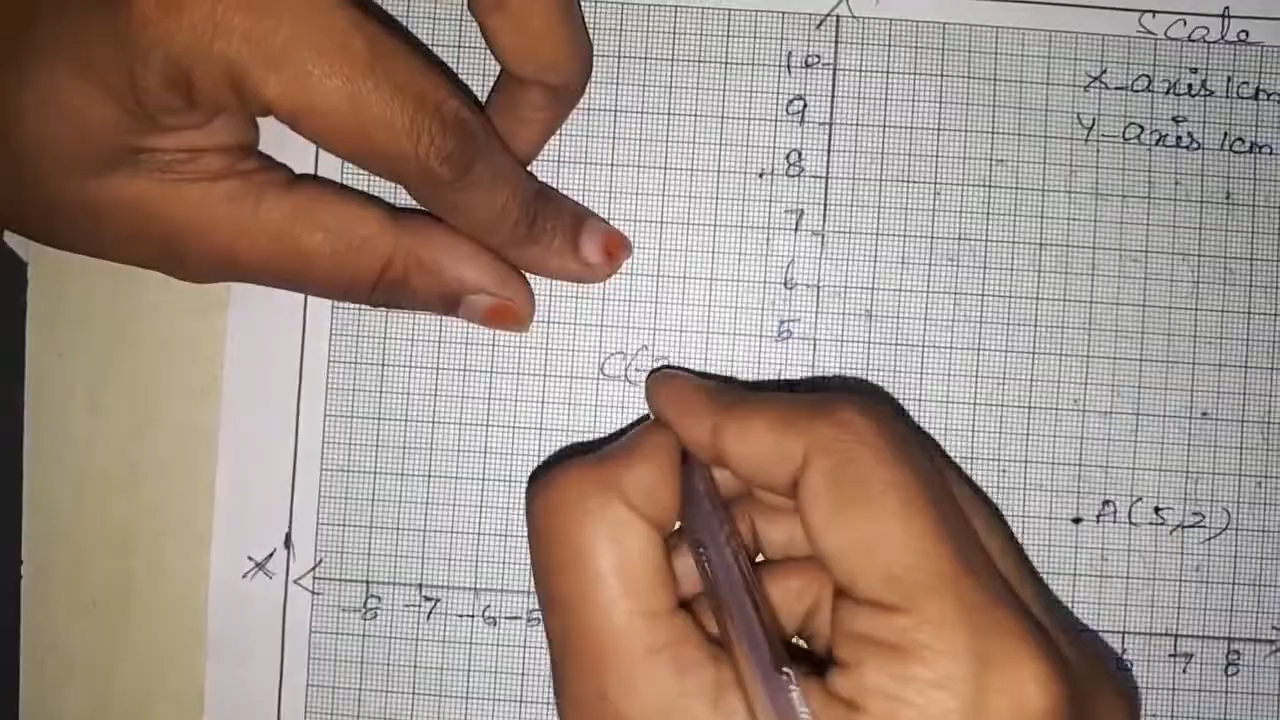 Scale
X-axis 1cm
Y-axis 1cm
10
9
8
7
6
5
C(-
A(5,2)
X'
-8 -7 -6 -5
6 7 8